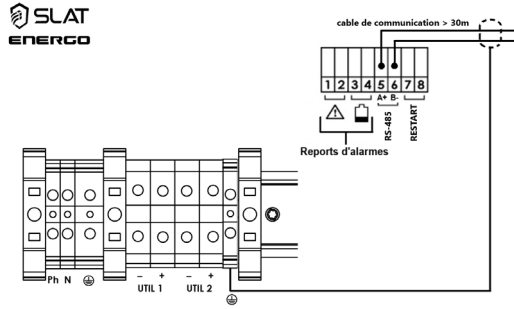 SLAT
ENERGO
cable de communication > 30m
1 2 3 4 5 6 7 8
A+ B-
RS-485
RESTART
Reports d'alarmes
Ph N
– + – +
UTIL 1 UTIL 2